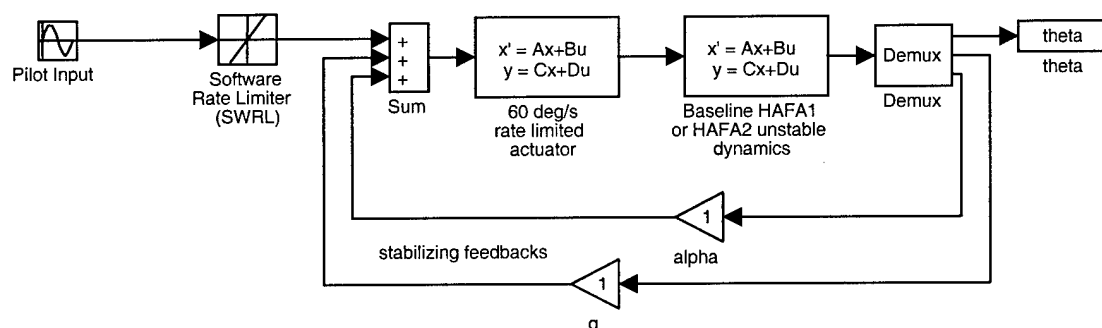 Pilot Input
Software
Rate Limiter
(SWRL)
+
+
+
Sum
x' = Ax+Bu
y = Cx+Du
60 deg/s
rate limited
actuator
x' = Ax+Bu
y = Cx+Du
Baseline HAFA1
or HAFA2 unstable
dynamics
Demux
Demux
theta
theta
1
alpha
stabilizing feedbacks
1
q